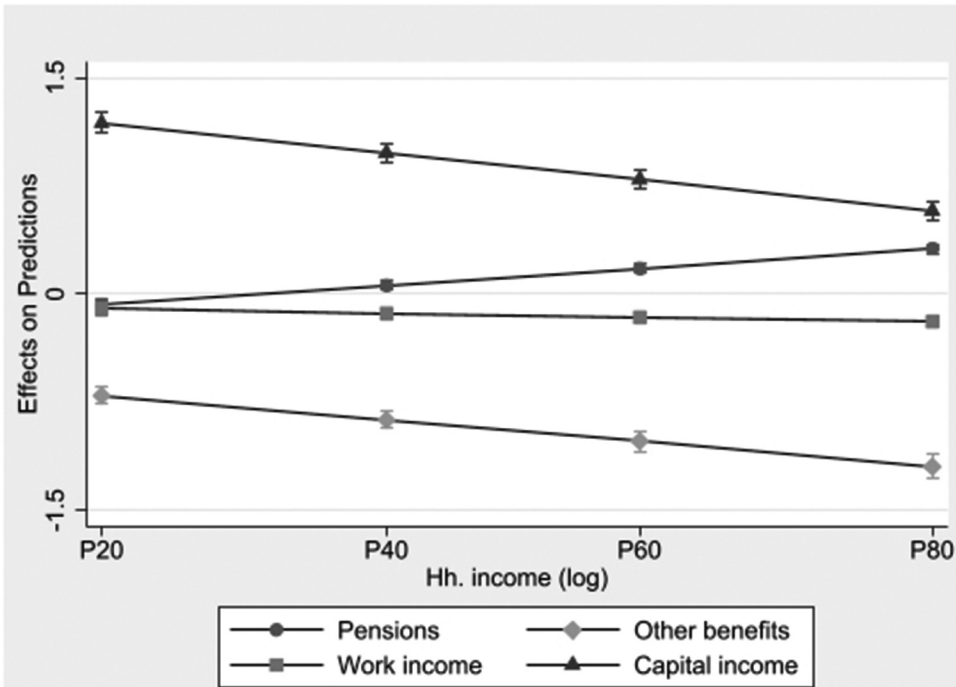 Effects on Predictions
1.5
0
-1.5
P20 P40 P60 P80
Hh. income (log)
Pensions Other benefits
Work income Capital income